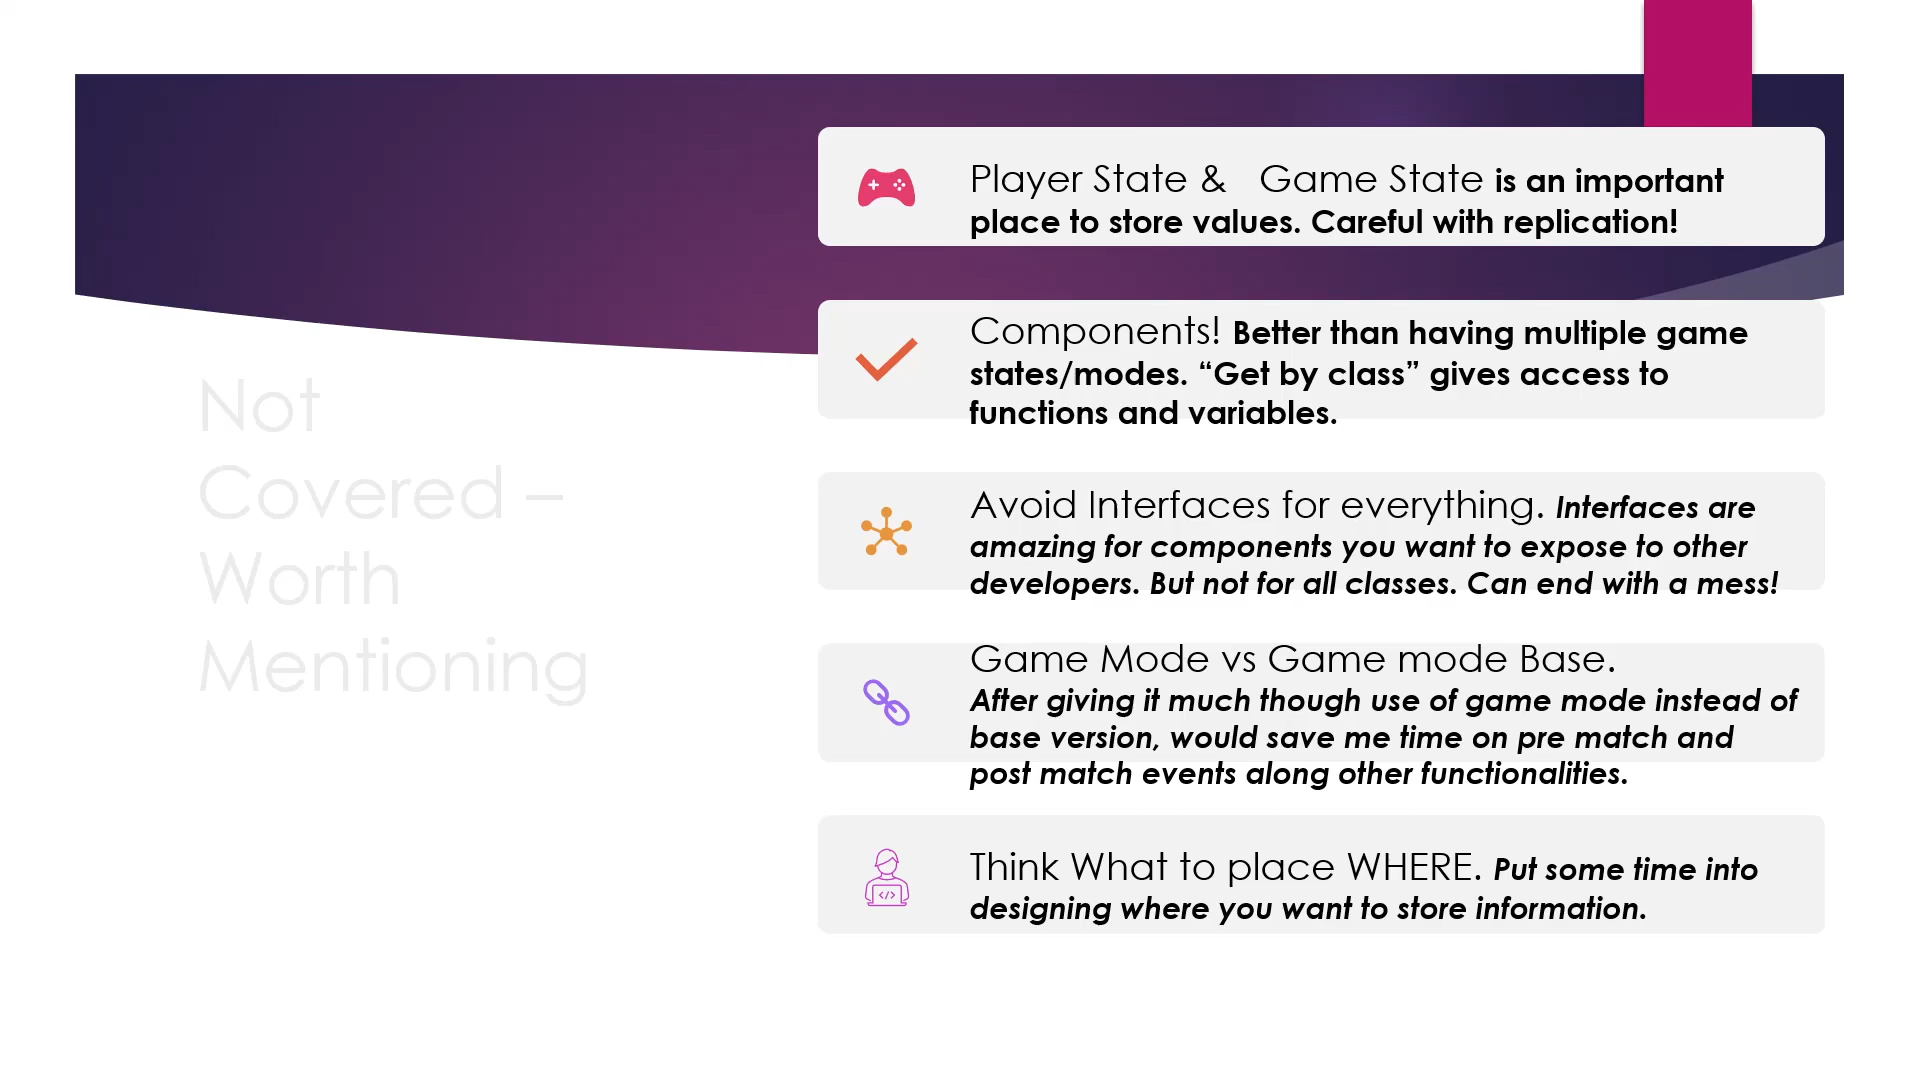 Not
Covered –
Worth
Mentioning
Player State & Game State is an important
place to store values. Careful with replication!
Components! Better than having multiple game
states/modes. “Get by class” gives access to
functions and variables.
Avoid Interfaces for everything. Interfaces are
amazing for components you want to expose to other
developers. But not for all classes. Can end with a mess!
Game Mode vs Game mode Base.
After giving it much though use of game mode instead of
base version, would save me time on pre match and
post match events along other functionalities.
Think What to place WHERE. Put some time into
designing where you want to store information.